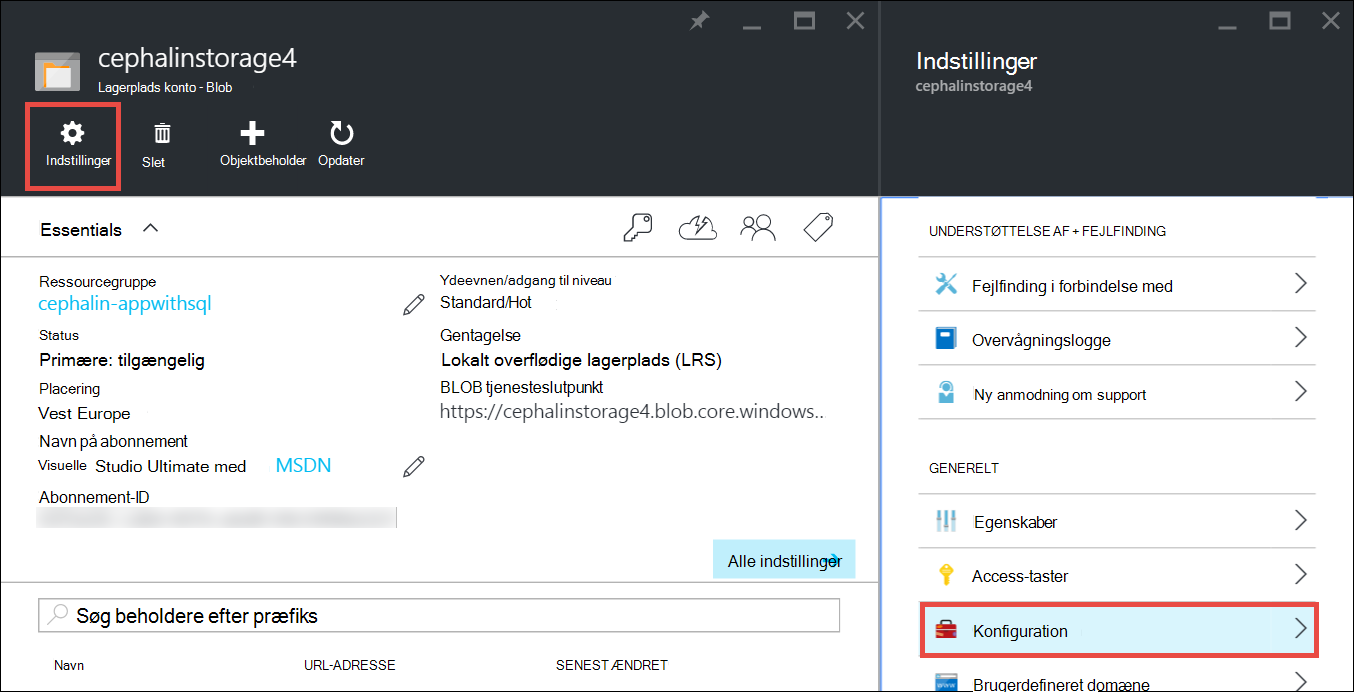 cephalinstorage4
Lagerplads konto - Blob
Indstillinger
Slet
Objektbeholder
Opdater
Essentials
Ressourcegruppe
cephalin-appwithsql
Status
Primære: tilgængelig
Placering
Vest Europe
Navn på abonnement
Visuelle Studio Ultimate med MSDN
Abonnement-ID
Ydeevnen/adgang til niveau
Standard/Hot
Gentagelse
Lokalt overflødige lagerplads (LRS)
BLOB tjenesteslutpunkt
https://cephalinstorage4.blob.core.windows..
Alle indstillinger
Søg beholdere efter præfiks
Navn URL-ADRESSE SENEST ÆNDRET
Indstillinger
cephalinstorage4
UNDERSTØTTELSE AF + FEJLFINDING
Fejlfinding i forbindelse med
Overvågningslogge
Ny anmodning om support
GENERELT
Egenskaber
Access-taster
Konfiguration
Brugerdefineret domæne